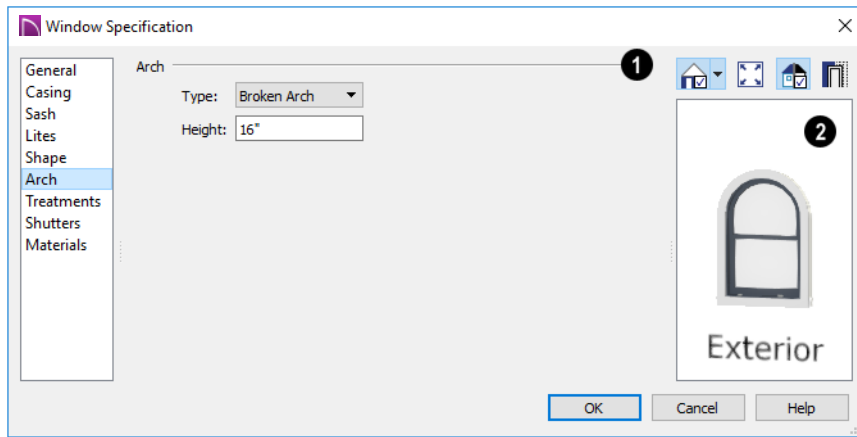 Window Specification
General
Casing
Sash
Lites
Shape
Arch
Treatments
Shutters
Materials
Arch
Type: Broken Arch
Height: 16"
1
2
Exterior
OK
Cancel
Help